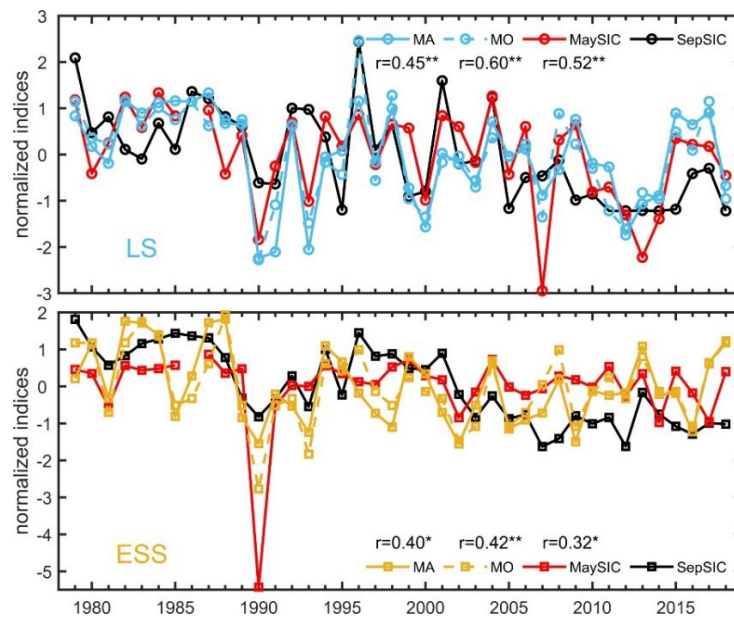 3
2
1
0
-1
-2
-3
normalized indices
MA MO MaySIC SepSIC
r=0.45** r=0.60** r=0.52**
LS
2
1
0
-1
-2
-3
-4
-5
normalized indices
ESS
r=0.40* r=0.42** r=0.32*
MA MO MaySIC SepSIC
1980 1985 1990 1995 2000 2005 2010 2015